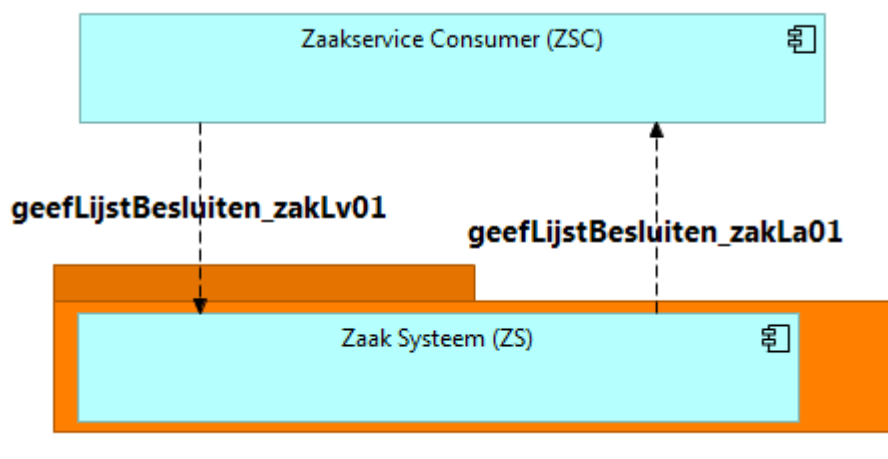 Zaakservice Consumer (ZSC)
geefLijstBesluiten_zakLv01
geefLijstBesluiten_zakLa01
Zaak Systeem (ZS)